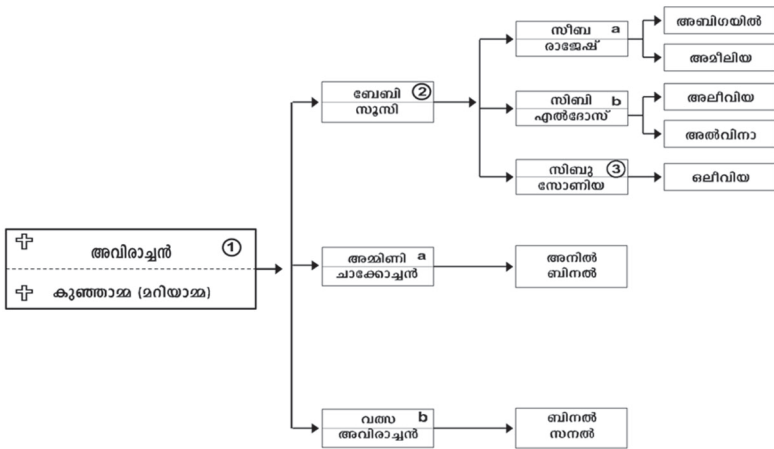 അവിരാച്ചൻ 1
കുഞ്ഞാമ്മ (മറിയാമ്മ)
ബേബി 2
സൂസി
സീബ a
രാജേഷ്
അബിഗയിൽ
അമീലിയ
സിബി b
എൽദോസ്
അലീവിയ
അൽവിനാ
സിബു 3
സോണിയ
ഒലീവിയ
അമ്മിണി a
ചാക്കോച്ചൻ
അനിൽ
ബിനൽ
വത്സ b
അവിരാച്ചൻ
ബിനൽ
സനൽ